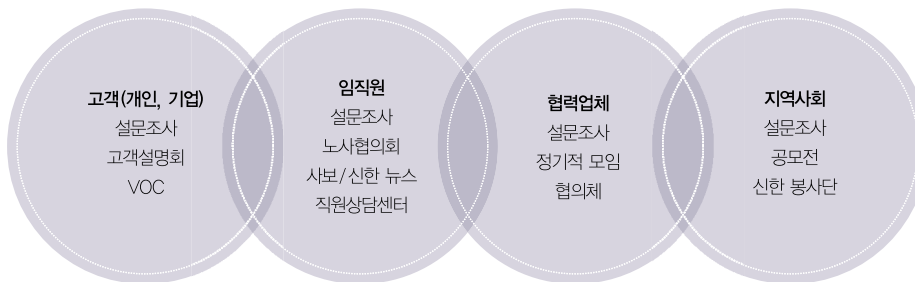 고객(개인, 기업)
설문조사
고객설명회
VOC
임직원
설문조사
노사협의회
사보/신한 뉴스
직원상담센터
협력업체
설문조사
정기적 모임
협의체
지역사회
설문조사
공모전
신한 봉사단